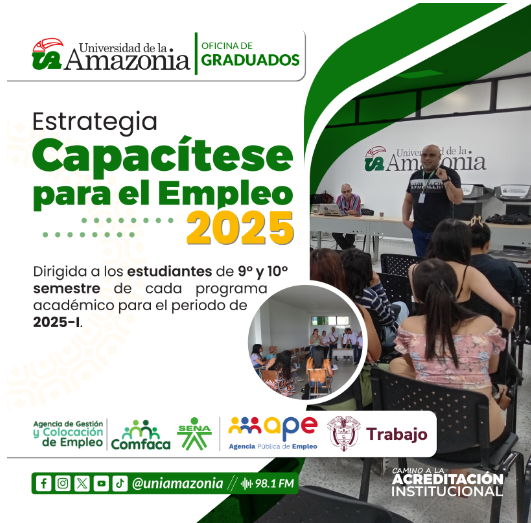 Universidad de la
Amazonia
OFICINA DE
GRADUADOS
Universidad de la
Amazonia
Estrategia
Capacítese
para el Empleo
2025
Dirigida a los estudiantes de 9º y 10º
semestre de cada programa
académico para el periodo de
2025-I.
Agencia de Gestión
y Colocación
de Empleo
Comfaca
SENA
ape
Agencia Pública de Empleo
Trabajo
@uniamazonia // 98.1 FM
CAMINO A LA
ACREDITACIÓN
INSTITUCIONAL